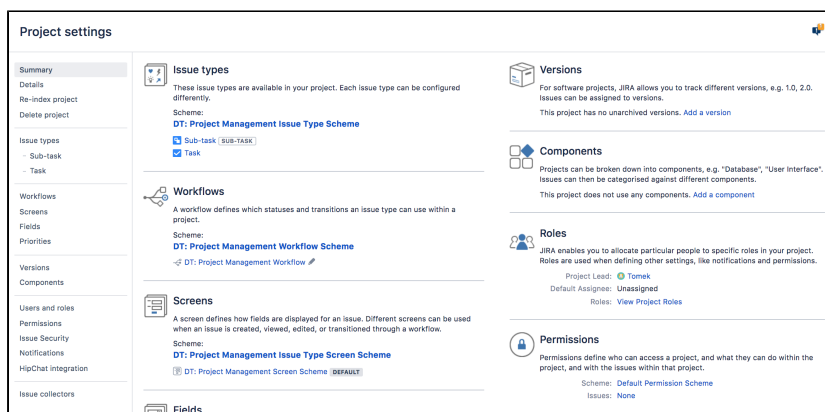 Project settings
Summary
Details
Re-index project
Delete project
Issue types
– Sub-task
– Task
Workflows
Screens
Fields
Priorities
Versions
Components
Users and roles
Permissions
Issue Security
Notifications
HipChat integration
Issue collectors
Issue types
These issue types are available in your project. Each issue type can be configured
differently.
Scheme:
DT: Project Management Issue Type Scheme
Sub-task SUB-TASK
Task
Workflows
A workflow defines which statuses and transitions an issue type can use within a
project.
Scheme:
DT: Project Management Workflow Scheme
DT: Project Management Workflow
Screens
A screen defines how fields are displayed for an issue. Different screens can be used
when an issue is created, viewed, edited, or transitioned through a workflow.
Scheme:
DT: Project Management Issue Type Screen Scheme
DT: Project Management Screen Scheme DEFAULT
Fields
Versions
For software projects, JIRA allows you to track different versions, e.g. 1.0, 2.0.
Issues can be assigned to versions.
This project has no unarchived versions. Add a version
Components
Projects can be broken down into components, e.g. "Database", "User Interface".
Issues can then be categorised against different components.
This project does not use any components. Add a component
Roles
JIRA enables you to allocate particular people to specific roles in your project.
Roles are used when defining other settings, like notifications and permissions.
Project Lead: Tomek
Default Assignee: Unassigned
Roles: View Project Roles
Permissions
Permissions define who can access a project, and what they can do within the
project, and with the issues within that project.
Scheme: Default Permission Scheme
Issues: None